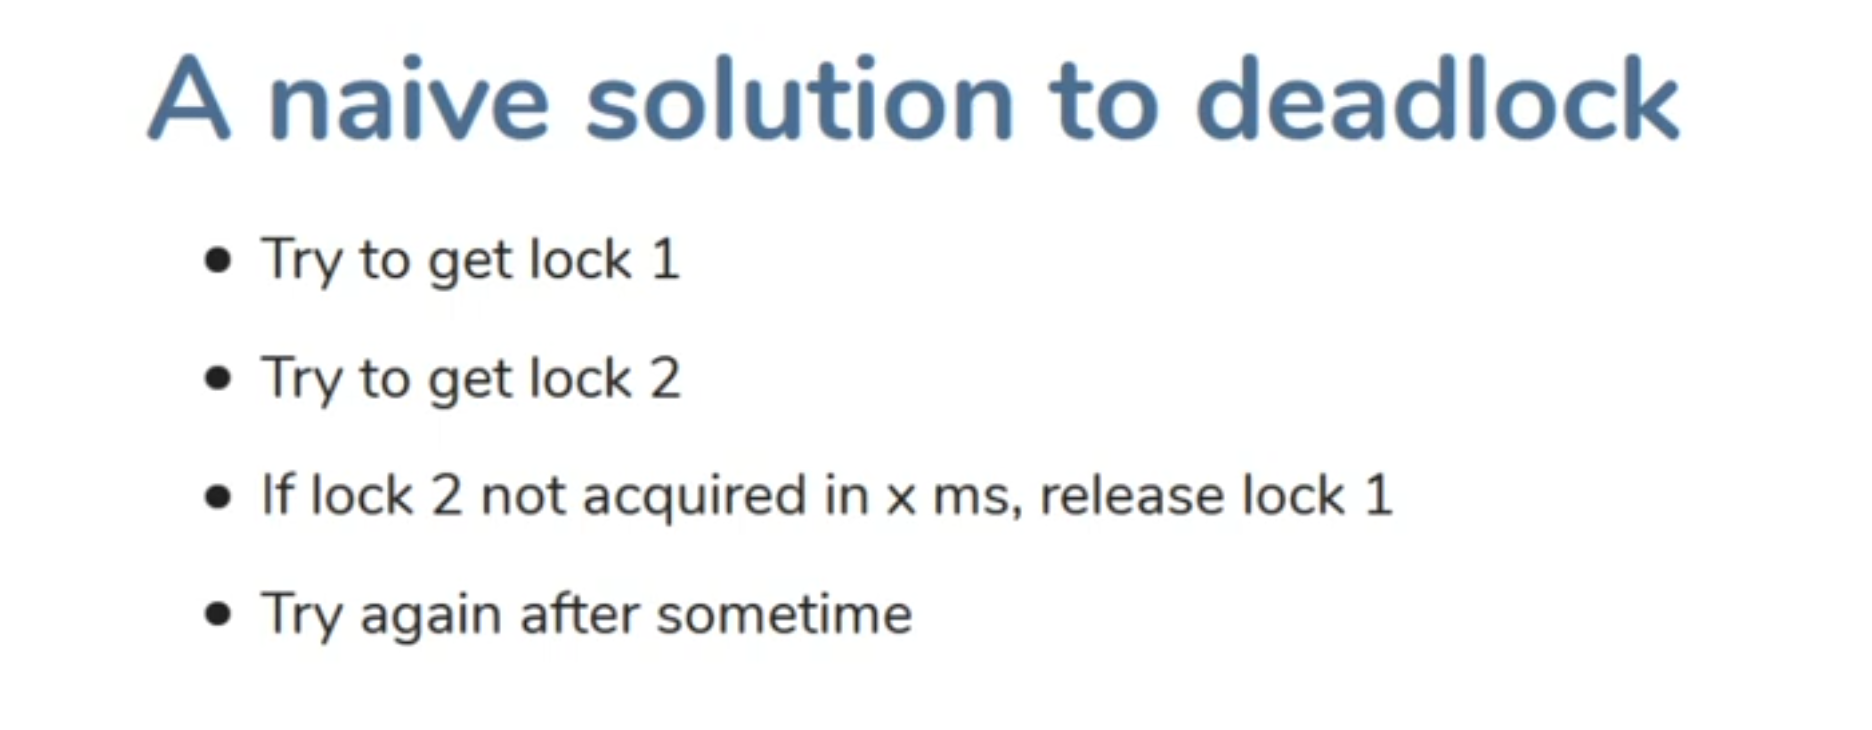 A naive solution to deadlock
• Try to get lock 1
• Try to get lock 2
• If lock 2 not acquired in x ms, release lock 1
• Try again after sometime